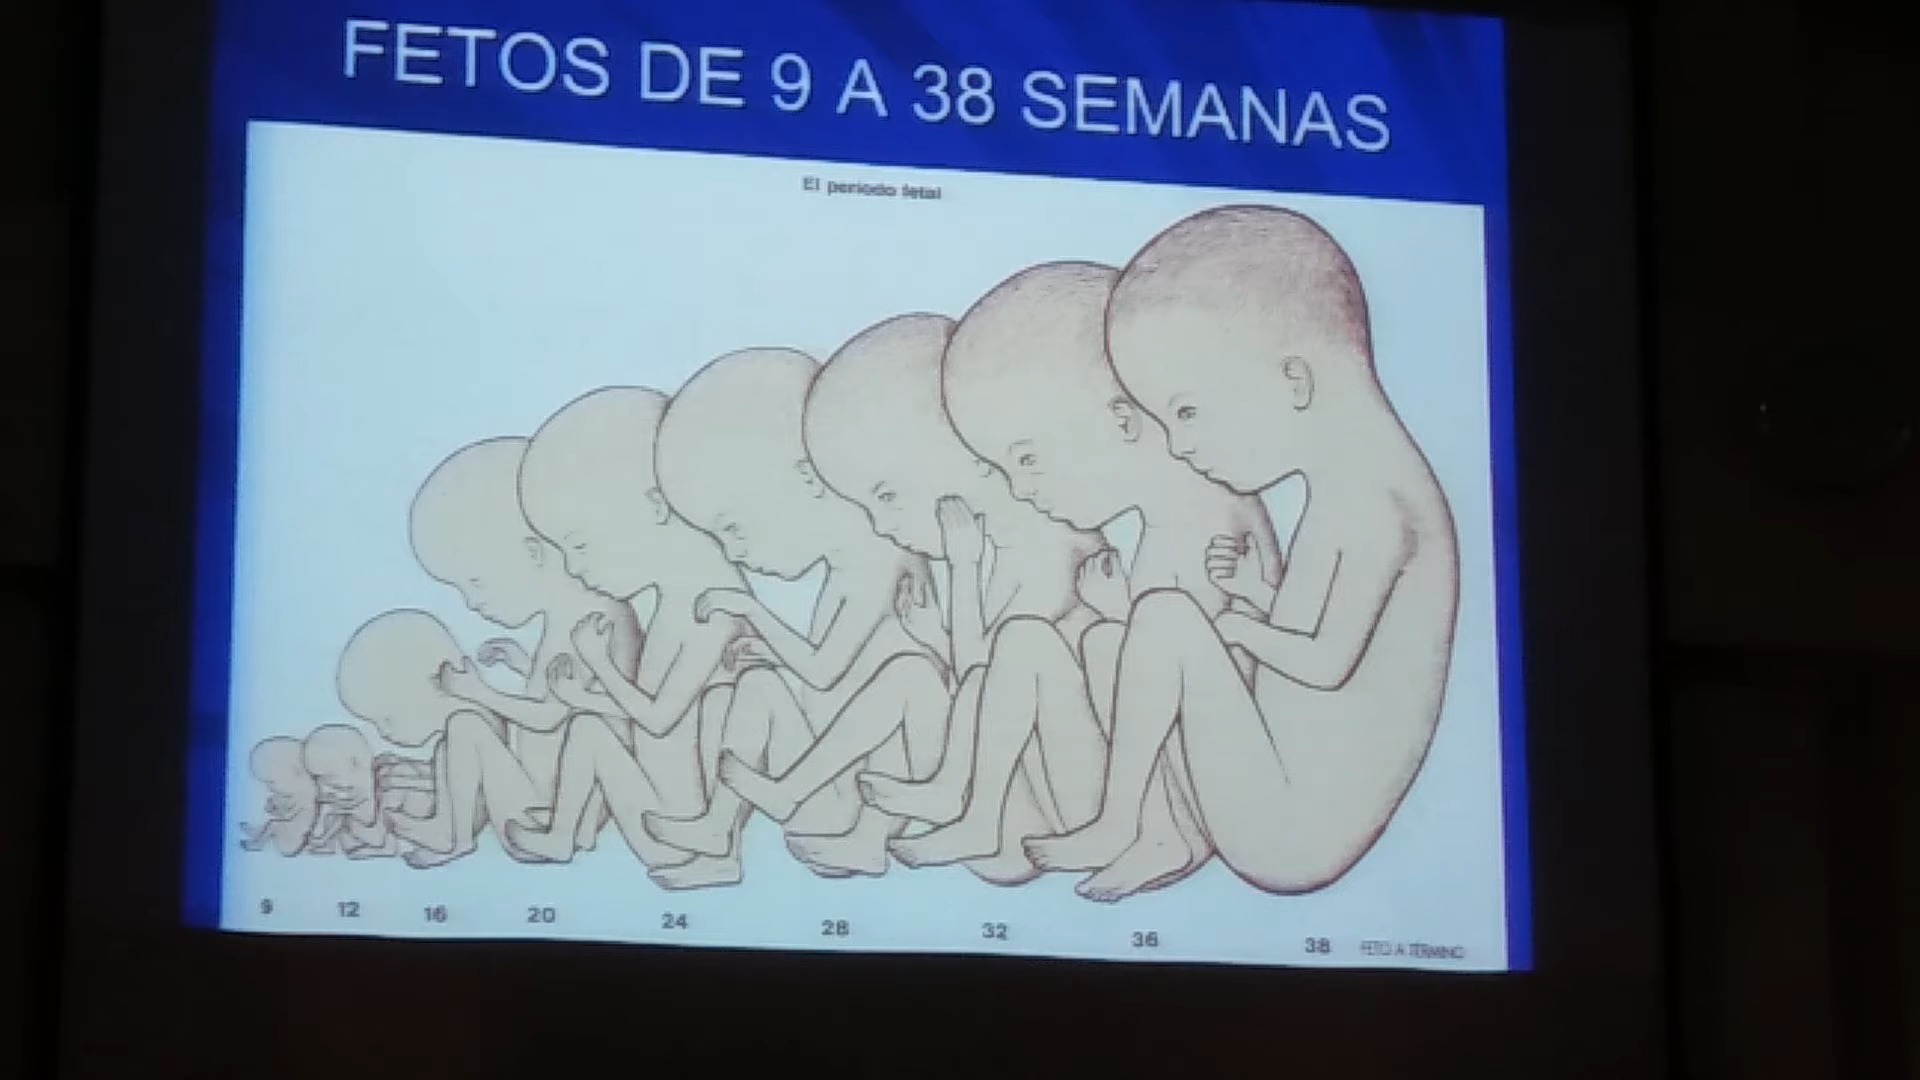 FETOS DE 9 A 38 SEMANAS
El periodo fetal
9 12 16 20 24 28 32 36 38 FETO A TÉRMINO